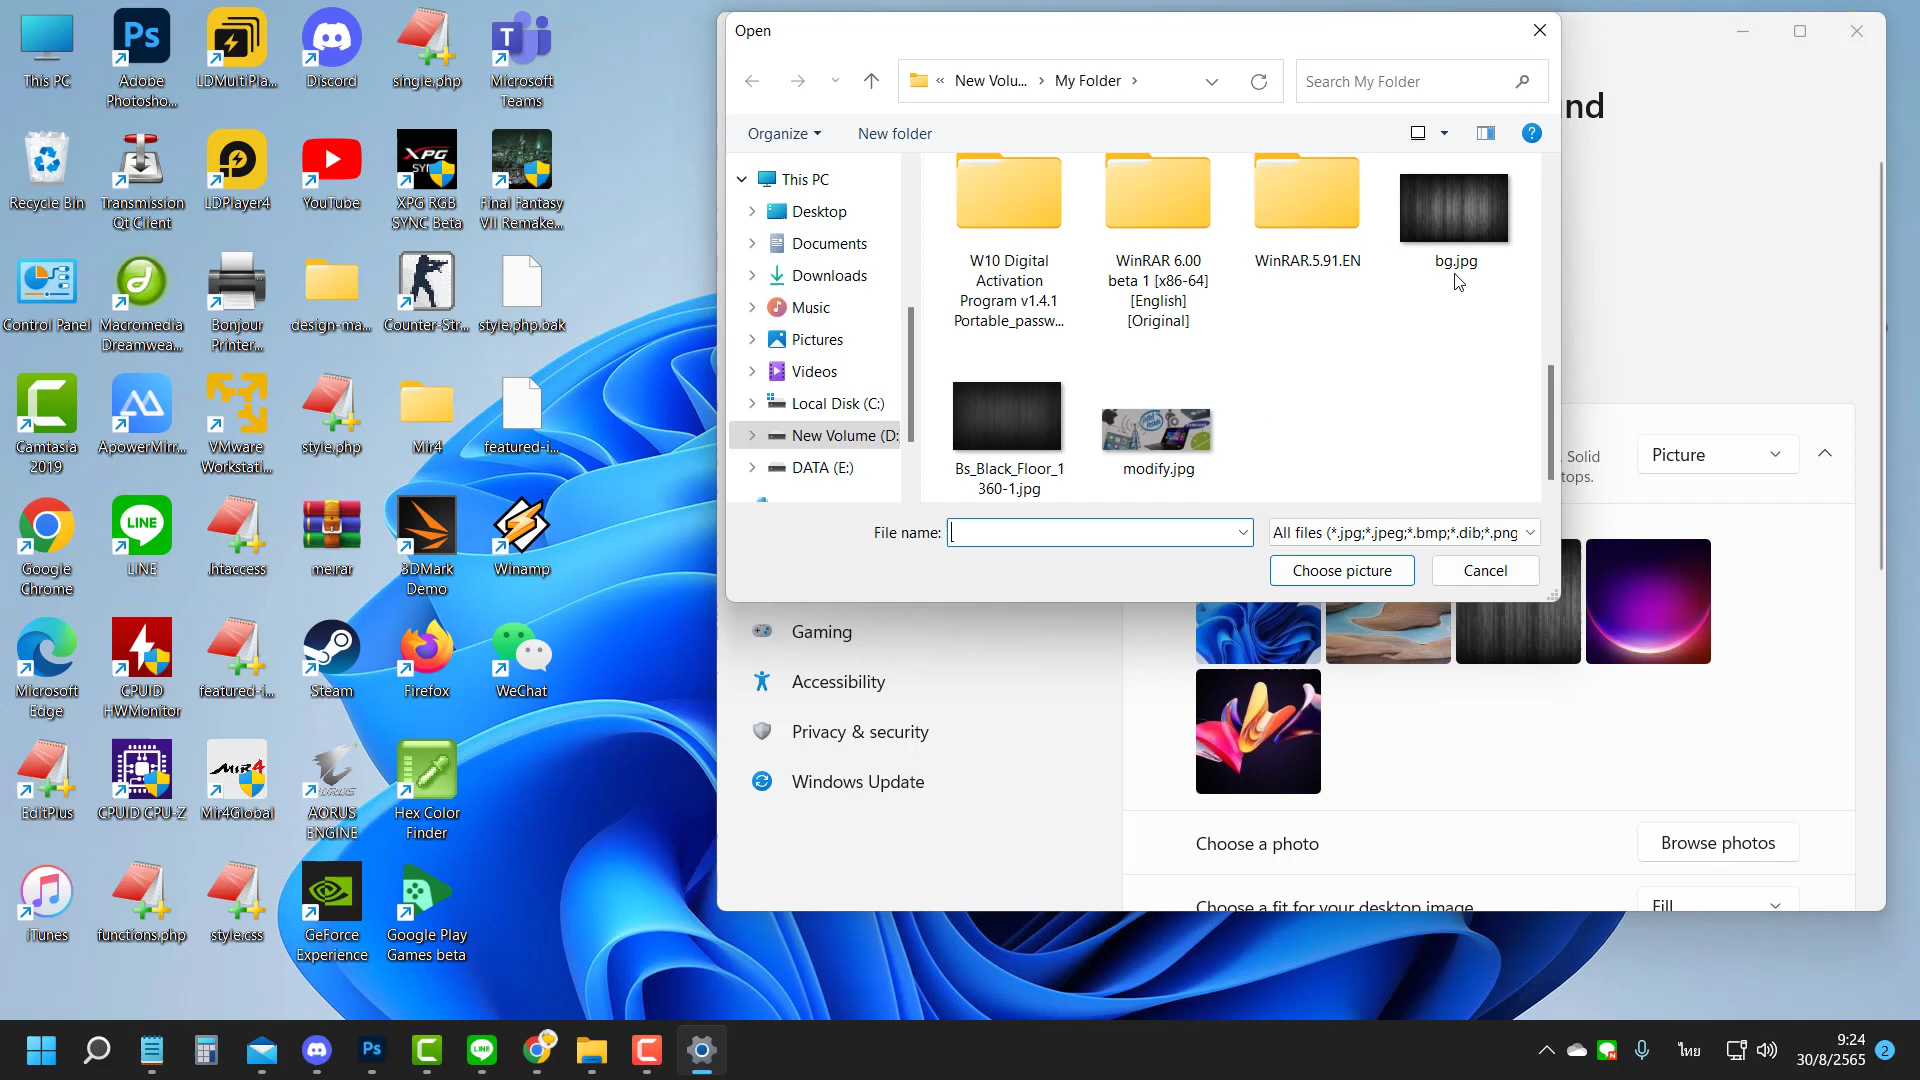 This PC
Adobe
Photosho...
LDMultiPla...
Discord
single.php
Microsoft
Teams
Recycle Bin
Transmission
Qt Client
LDPlayer4
YouTube
XPG RGB
SYNC Beta
Final Fantasy
VII Remake...
Control Panel
Macromedia
Dreamwea...
Bonjour
Printer...
design-ma...
Counter-Str...
style.php.bak
Camtasia
2019
ApowerMirr...
VMware
Workstati...
style.php
Mir4
featured-i...
Google
Chrome
LINE
.htaccess
me.rar
3DMark
Demo
Winamp
Microsoft
Edge
CPUID
HWMonitor
featured-i...
Steam
Firefox
WeChat
EditPlus
CPUID CPU-Z
Mir4Global
AORUS
ENGINE
Hex Color
Finder
iTunes
functions.php
style.css
GeForce
Experience
Google Play
Games beta
Open
« New Volu... › My Folder ›
Search My Folder
Organize
New folder
This PC
Desktop
Documents
Downloads
Music
Pictures
Videos
Local Disk (C:)
New Volume (D:
DATA (E:)
W10 Digital
Activation
Program v1.4.1
Portable_passw...
WinRAR 6.00
beta 1 [x86-64]
[English]
[Original]
WinRAR.5.91.EN
bg.jpg
Bs_Black_Floor_1
360-1.jpg
modify.jpg
File name:
All files (*.jpg;*.jpeg;*.bmp;*.dib;*.png
Choose picture
Cancel
nd
. Solid
tops.
Picture
Gaming
Accessibility
Privacy & security
Windows Update
Choose a photo
Browse photos
Choose a fit for your desktop image
Fill
ไทย
9:24
30/8/2565
2